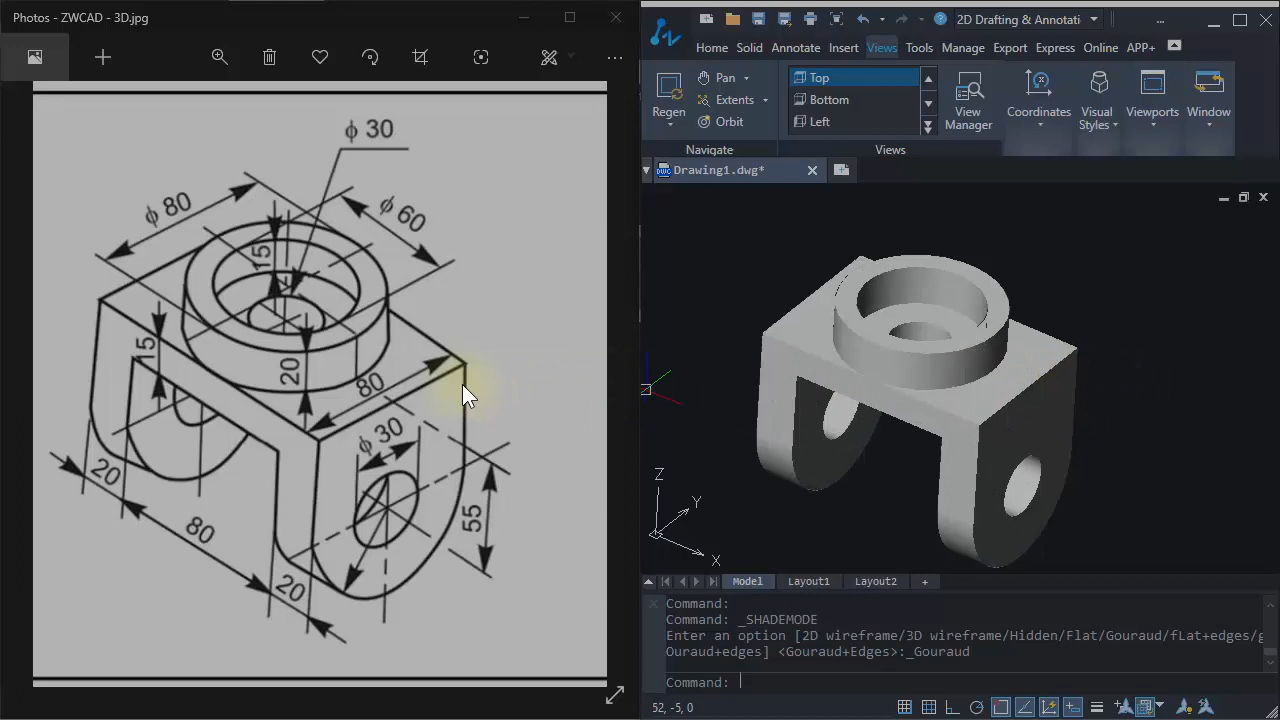 Photos - ZWCAD - 3D.jpg
ϕ 30
ϕ 80
ϕ 60
15
15
20
80
ϕ 30
20
80
20
55
2D Drafting & Annotati
...
Home Solid Annotate Insert Views Tools Manage Export Express Online APP+
Regen
Pan
Extents
Orbit
Top
Bottom
Left
View
Manager
Coordinates
Visual
Styles
Viewports
Window
Navigate
Views
Drawing1.dwg*
DWG
Z
Y
X
Model Layout1 Layout2 +
Command:
Command: _SHADEMODE
Enter an option [2D wireframe/3D wireframe/Hidden/Flat/Gouraud/fLat+edges/g
Ouraud+edges] <Gouraud+Edges>:_Gouraud
Command:
52, -5, 0